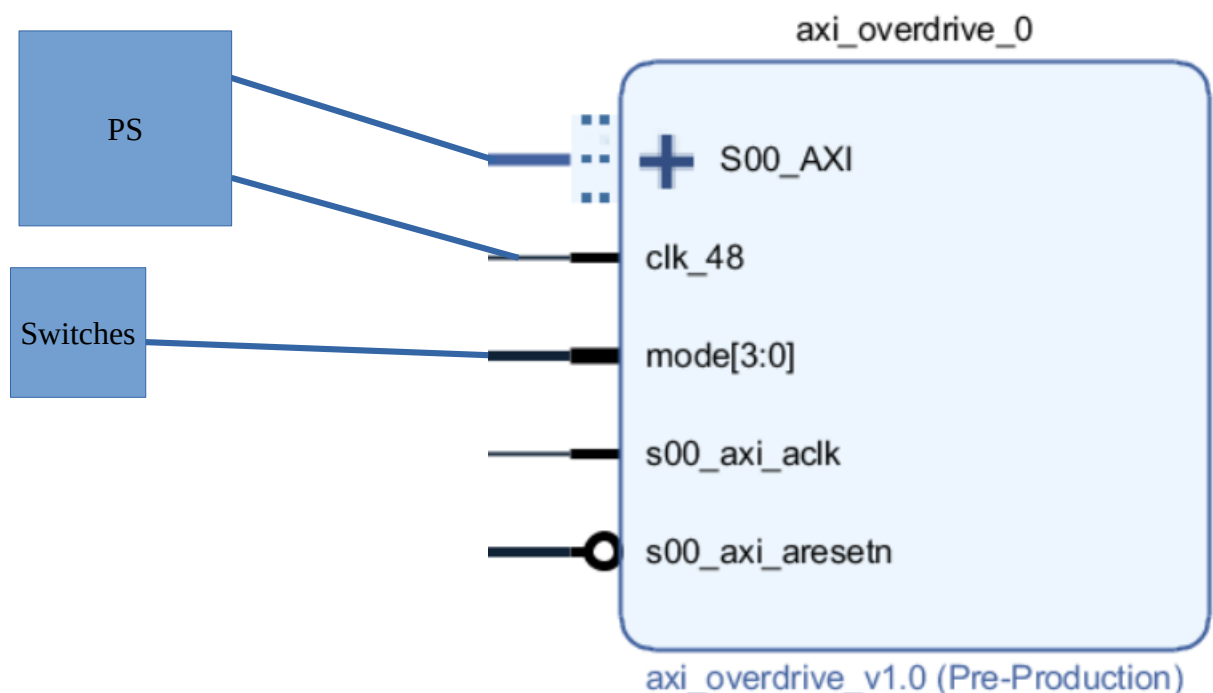 axi_overdrive_0
PS
S00_AXI
clk_48
Switches
mode[3:0]
s00_axi_aclk
s00_axi_aresetn
axi_overdrive_v1.0 (Pre-Production)